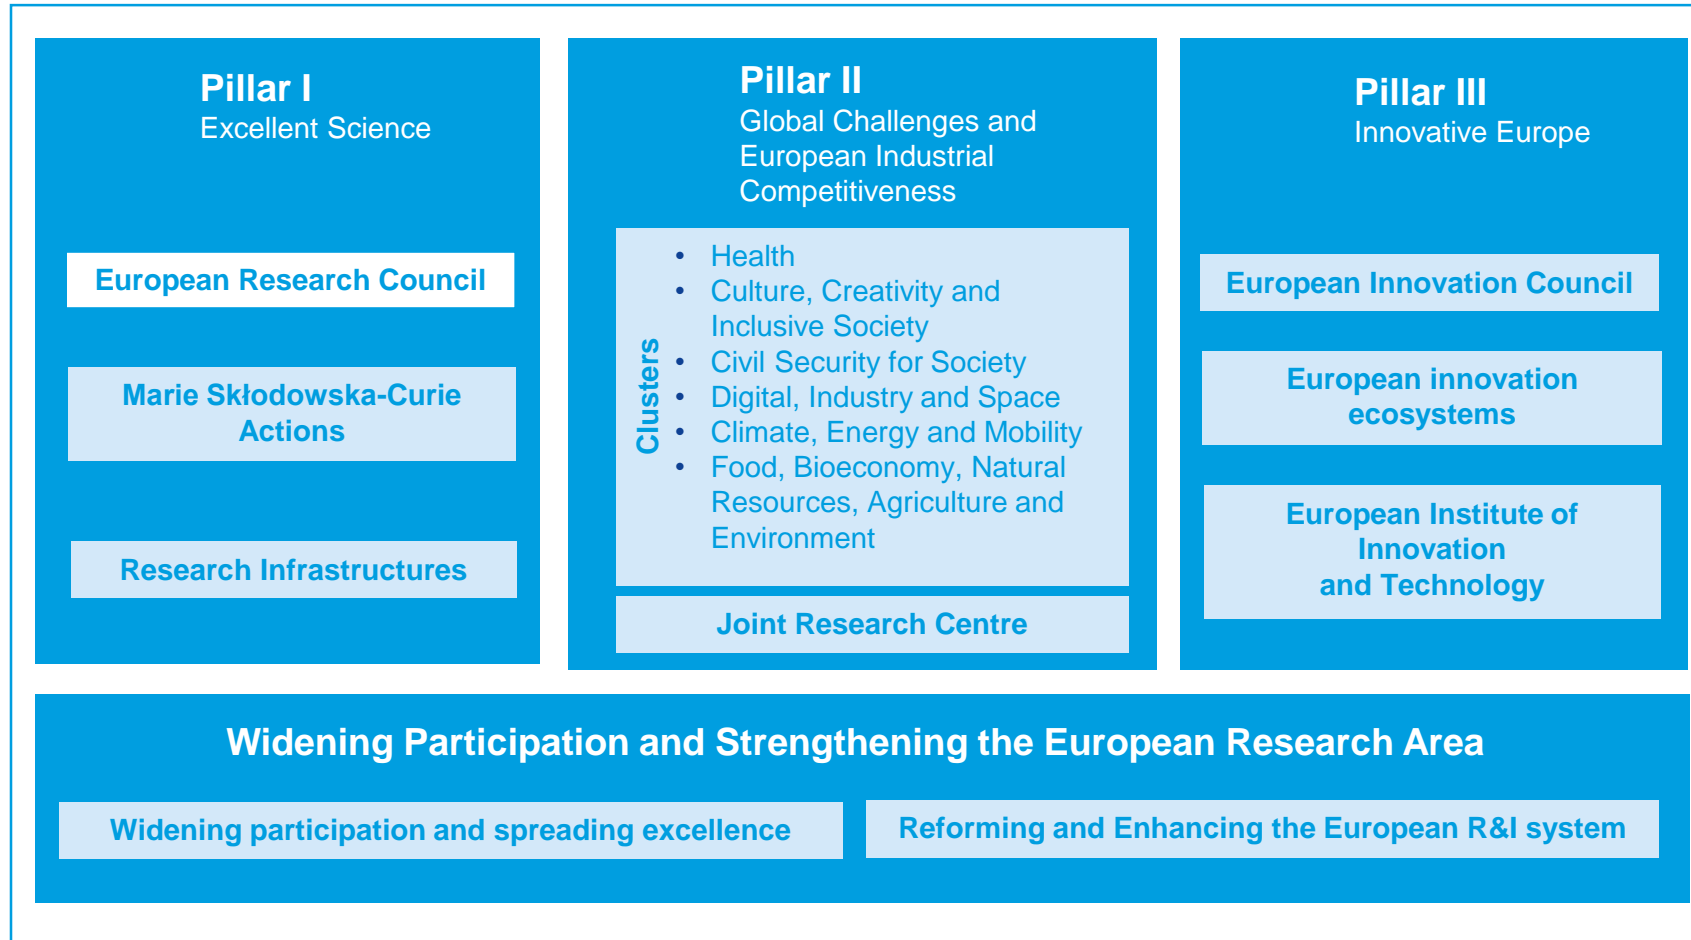 Pillar I
Excellent Science
European Research Council
Marie Skłodowska-Curie
Actions
Research Infrastructures
Pillar II
Global Challenges and
European Industrial
Competitiveness
Clusters
• Health
• Culture, Creativity and
Inclusive Society
• Civil Security for Society
• Digital, Industry and Space
• Climate, Energy and Mobility
• Food, Bioeconomy, Natural
Resources, Agriculture and
Environment
Joint Research Centre
Pillar III
Innovative Europe
European Innovation Council
European innovation
ecosystems
European Institute of
Innovation
and Technology
Widening Participation and Strengthening the European Research Area
Widening participation and spreading excellence
Reforming and Enhancing the European R&I system